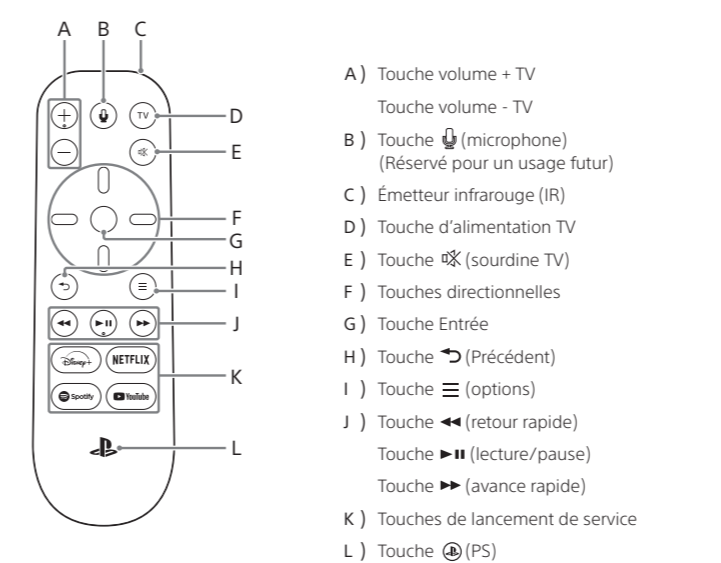 A B C
TV
D
E
F
G
H
I
J
Disney+ NETFLIX
K
Spotify YouTube
L
A ) Touche volume + TV
Touche volume - TV
B ) Touche (microphone)
(Réservé pour un usage futur)
C ) Émetteur infrarouge (IR)
D ) Touche d’alimentation TV
E ) Touche (sourdine TV)
F ) Touches directionnelles
G ) Touche Entrée
H ) Touche (Précédent)
I ) Touche (options)
J ) Touche (retour rapide)
Touche (lecture/pause)
Touche (avance rapide)
K ) Touches de lancement de service
L ) Touche (PS)